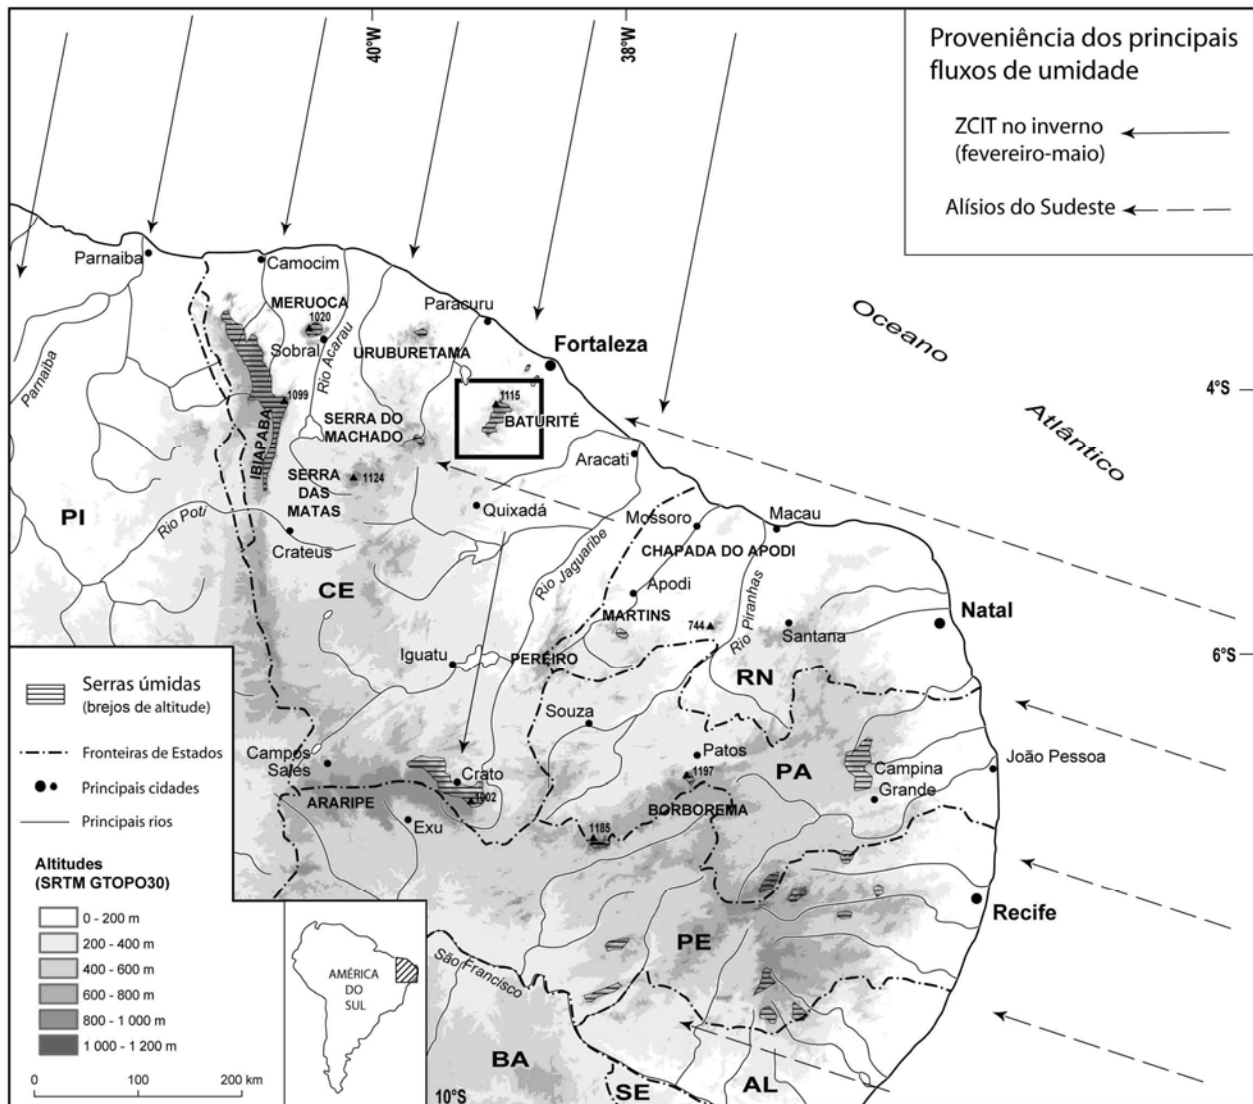 40°W
38°W
Proveniência dos principais
fluxos de umidade
ZCIT no inverno
(fevereiro-maio)
Alísios do Sudeste
Oceano
Atlântico
4°S
6°S
10°S
Parnaiba
Camocim
MERUOCA
1020
Sobral
Rio Acarau
Paracuru
URUBURETAMA
Fortaleza
Parnaiba
1099
IBIAPABA
SERRA DO
MACHADO
1115
BATURITÉ
Aracati
SERRA
DAS
MATAS
1124
Quixadá
PI
Rio Poti
Crateus
Mossoro
Macau
CHAPADA DO APODI
CE
Rio Jaguaribe
Apodi
MARTINS
744
Rio Piranhas
Santana
Natal
Iguatu
PEREIRO
RN
Souza
Campos
Sales
Crato
1002
ARARIPE
Exu
Patos
1197
PA
Campina
Grande
João Pessoa
BORBOREMA
1185
Recife
PE
São Francisco
BA
SE
AL
Serras úmidas
(brejos de altitude)
Fronteiras de Estados
Principais cidades
Principais rios
Altitudes
(SRTM GTOPO30)
0 - 200 m
200 - 400 m
400 - 600 m
600 - 800 m
800 - 1 000 m
1 000 - 1 200 m
0 100 200 km
AMÉRICA
DO
SUL